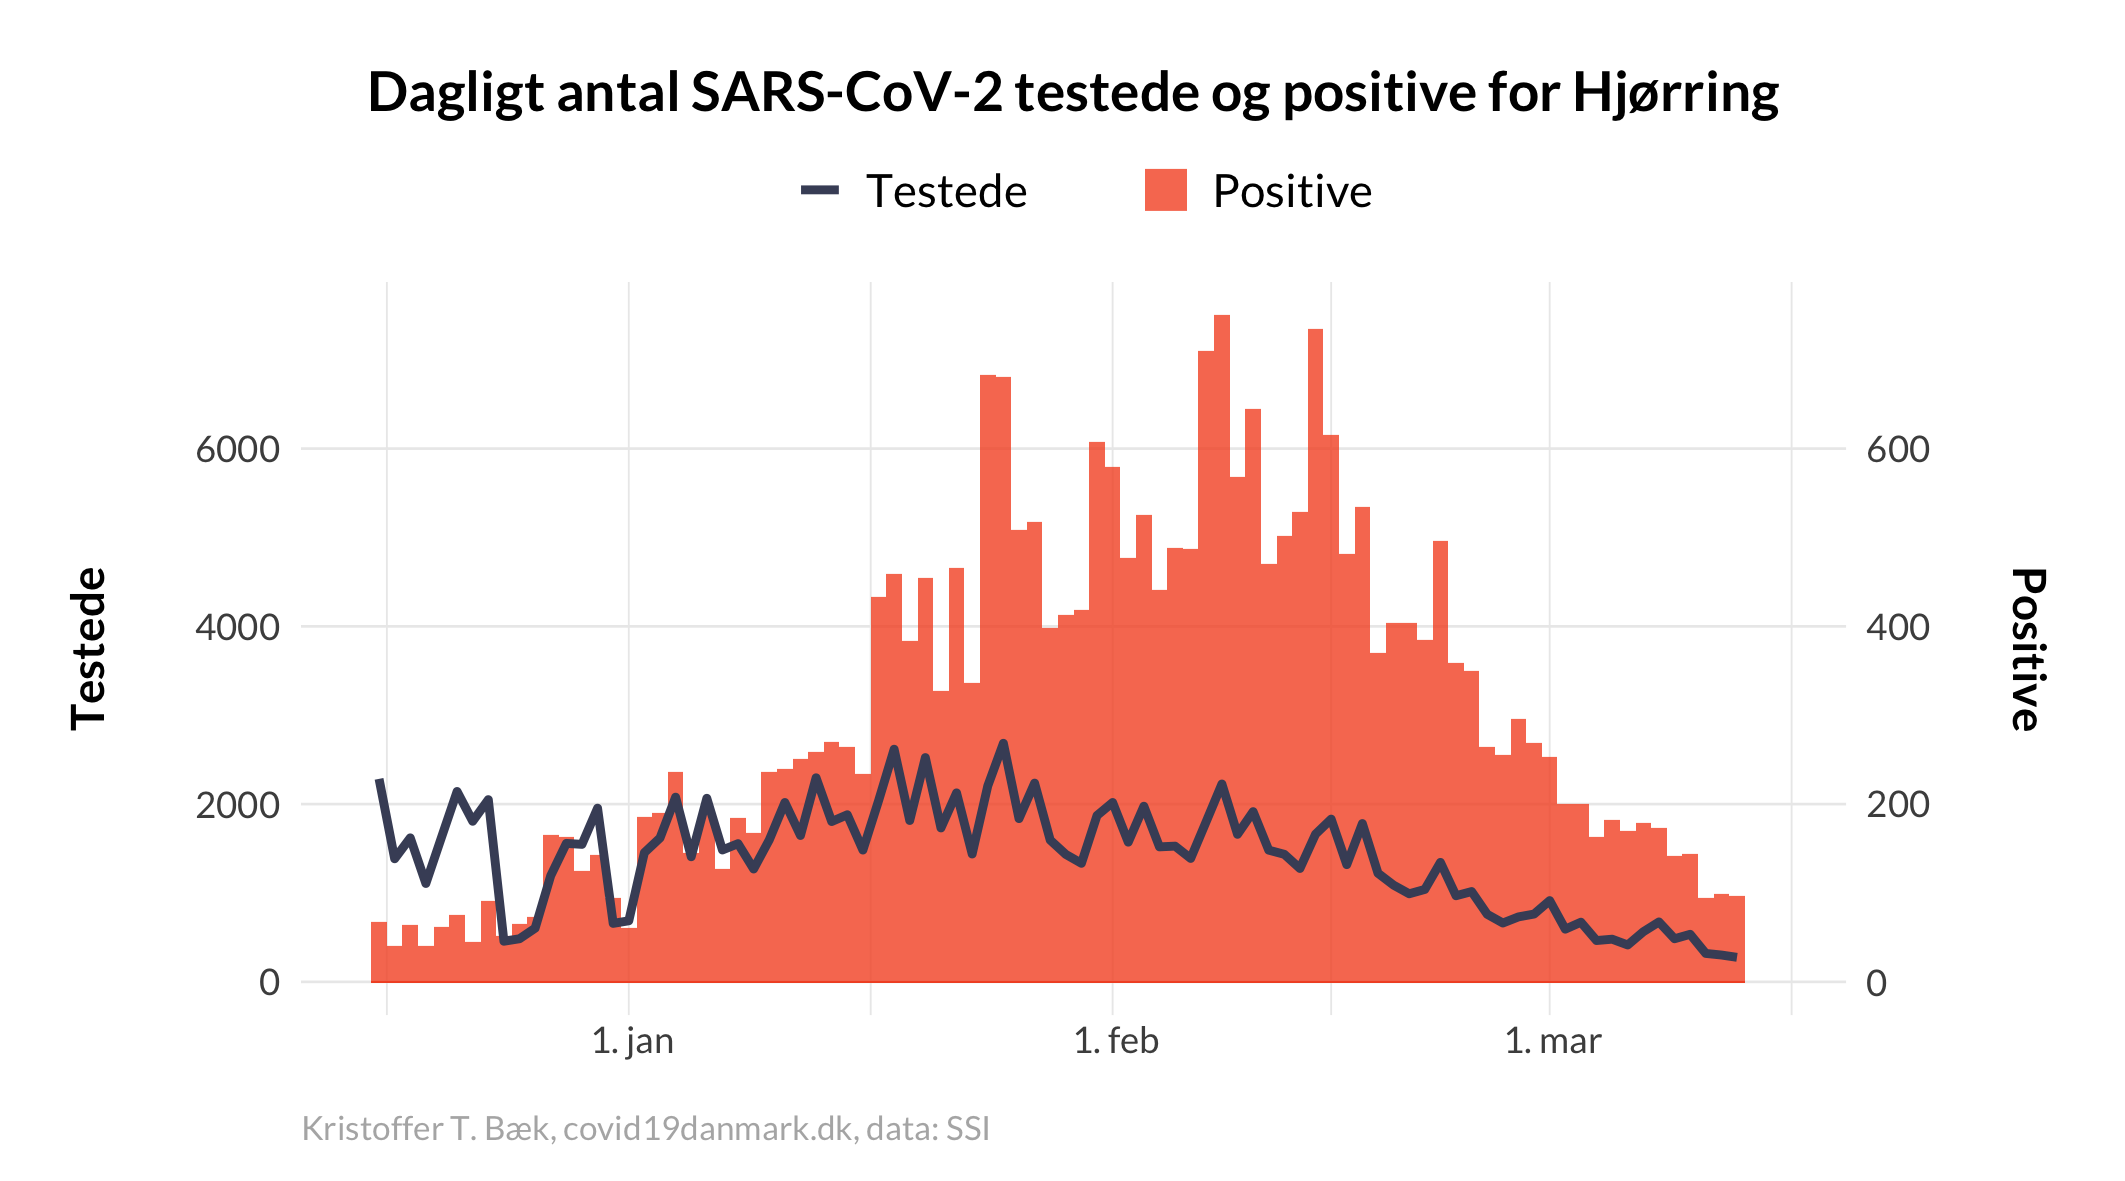 Dagligt antal SARS-CoV-2 testede og positive for Hjørring
Testede
Positive
6000
4000
2000
0
600
400
200
0
Testede
Positive
1. jan
1. feb
1. mar
Kristoffer T. Bæk, covid19danmark.dk, data: SSI